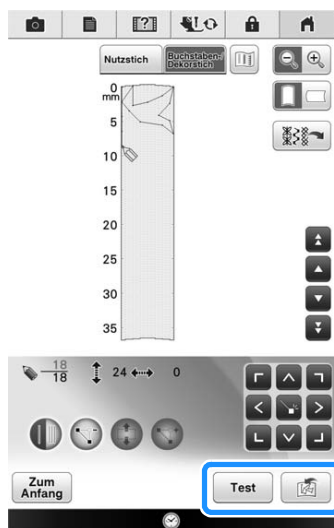 ?
Nutzstich
Buchstaben-
Dekorstich
0
mm
5
10
15
20
25
30
35
18
18
24
0
Zum
Anfang
Test